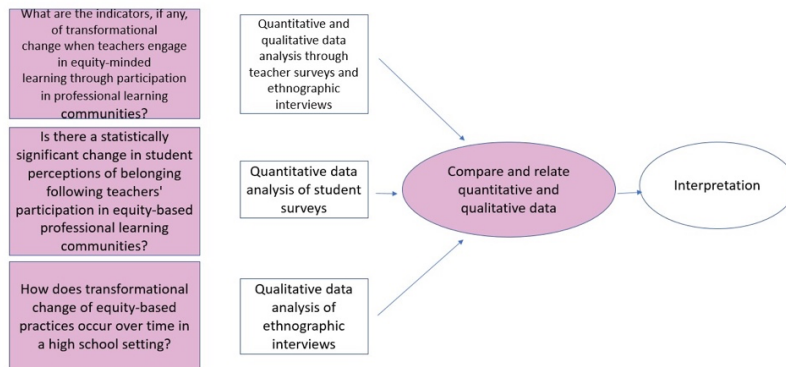 What are the indicators, if any,
of transformational
change when teachers engage
in equity-minded
learning through participation
in professional learning
communities?
Quantitative and
qualitative data
analysis through
teacher surveys and
ethnographic
interviews
Is there a statistically
significant change in student
perceptions of belonging
following teachers'
participation in equity-based
professional learning
communities?
Quantitative data
analysis of student
surveys
Compare and relate
quantitative and
qualitative data
Interpretation
How does transformational
change of equity-based
practices occur over time in
a high school setting?
Qualitative data
analysis of
ethnographic
interviews